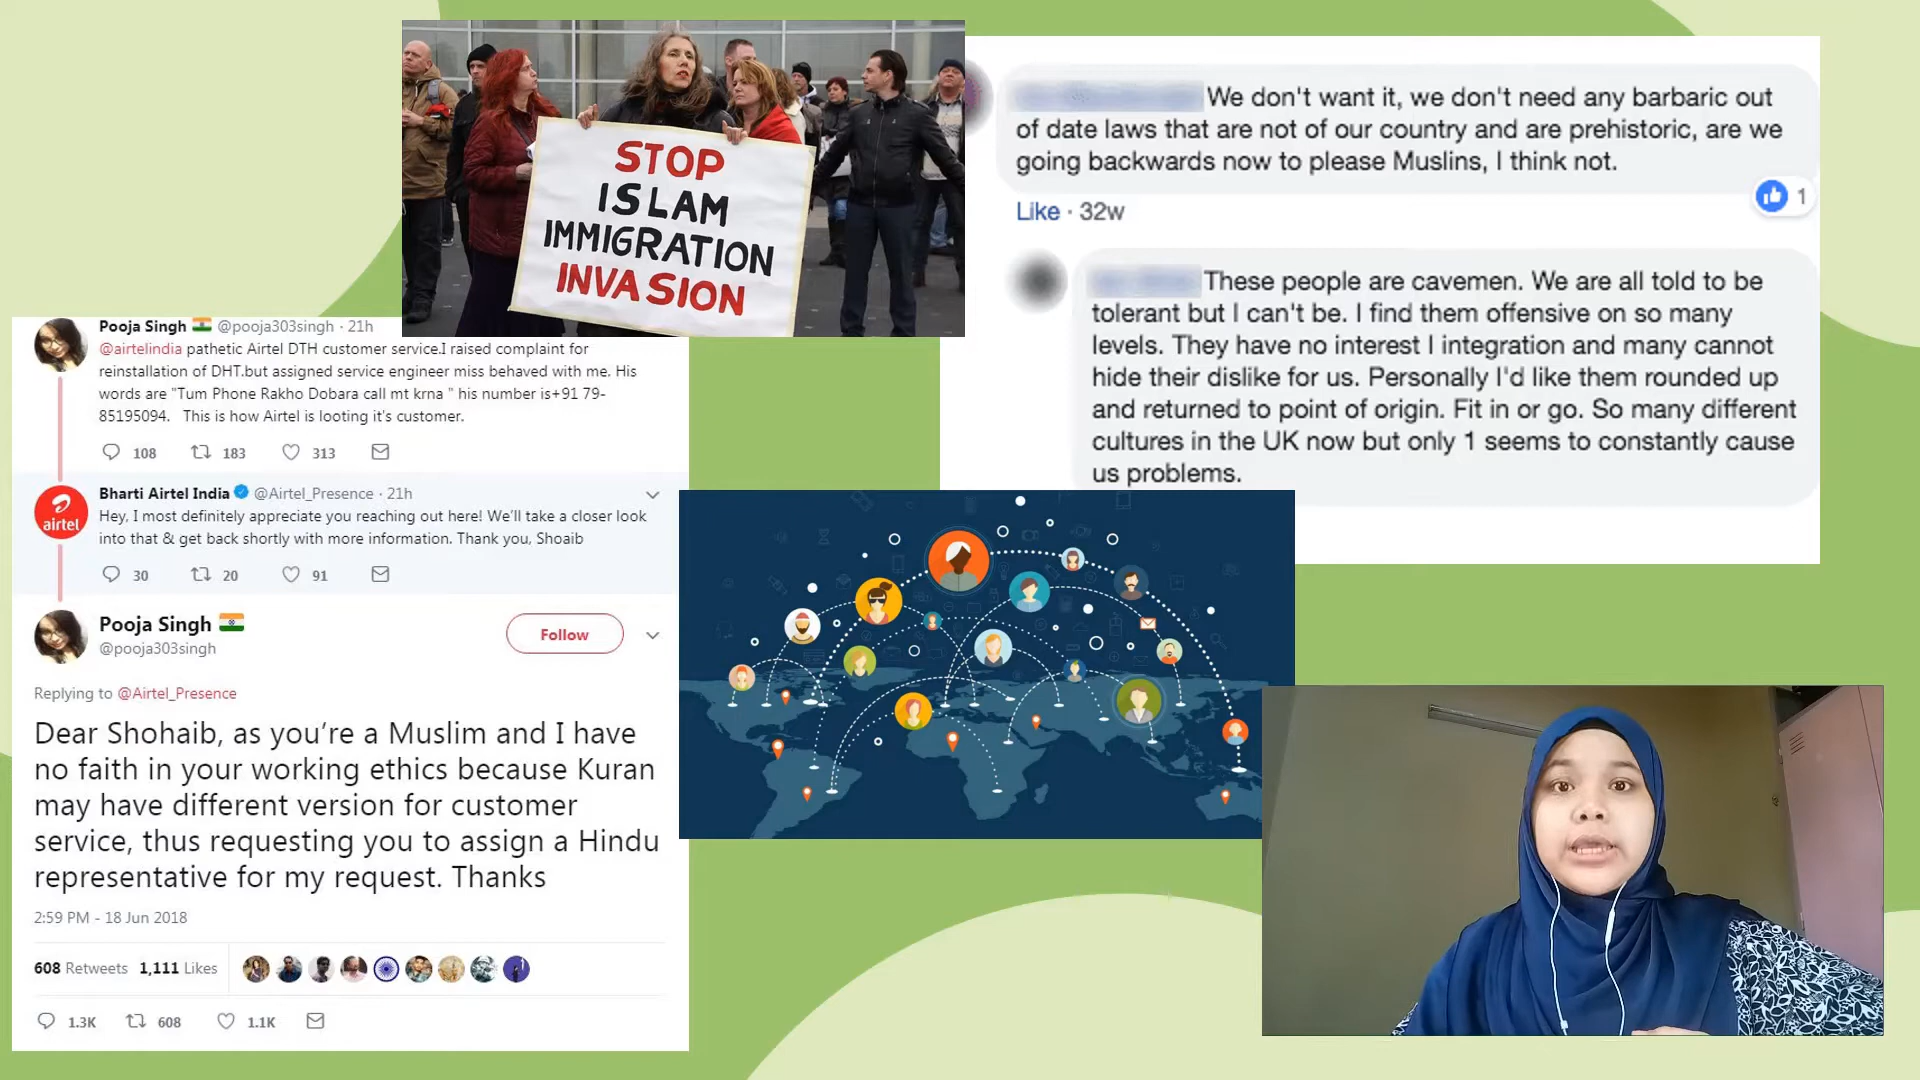 STOP
ISLAM
IMMIGRATION
INVASION
We don't want it, we don't need any barbaric out
of date laws that are not of our country and are prehistoric, are we
going backwards now to please Muslins, I think not.
Like · 32w
1
These people are cavemen. We are all told to be
tolerant but I can't be. I find them offensive on so many
levels. They have no interest I integration and many cannot
hide their dislike for us. Personally I'd like them rounded up
and returned to point of origin. Fit in or go. So many different
cultures in the UK now but only 1 seems to constantly cause
us problems.
Pooja Singh @pooja303singh · 21h
@airtelindia pathetic Airtel DTH customer service.I raised complaint for
reinstallation of DHT.but assigned service engineer miss behaved with me. His
words are "Tum Phone Rakho Dobara call mt krna " his number is+91 79-
85195094. This is how Airtel is looting it's customer.
108 183 313
airtel
Bharti Airtel India @Airtel_Presence · 21h
Hey, I most definitely appreciate you reaching out here! We'll take a closer look
into that & get back shortly with more information. Thank you, Shoaib
30 20 91
Pooja Singh
@pooja303singh
Follow
Replying to @Airtel_Presence
Dear Shohaib, as you’re a Muslim and I have
no faith in your working ethics because Kuran
may have different version for customer
service, thus requesting you to assign a Hindu
representative for my request. Thanks
2:59 PM - 18 Jun 2018
608 Retweets 1,111 Likes
1.3K 608 1.1K